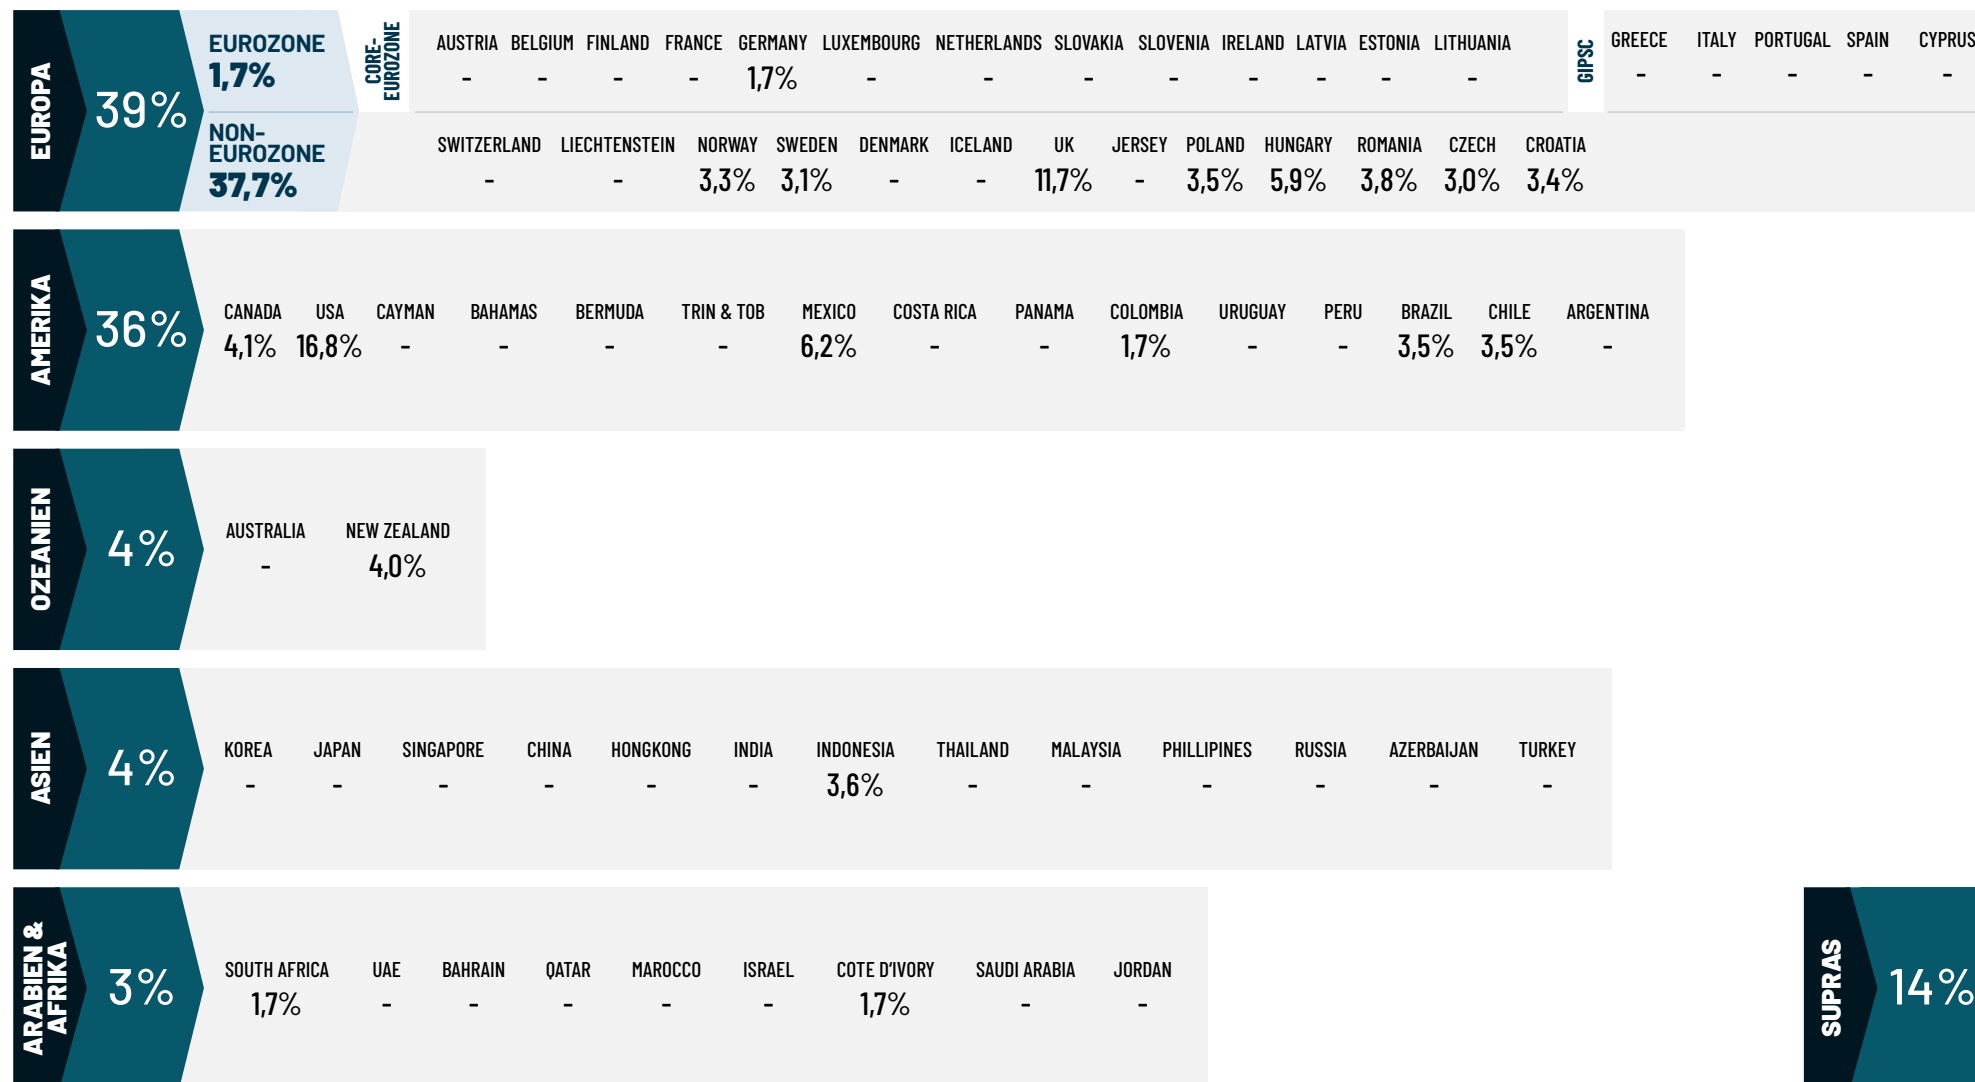 EUROPA
39%
EUROZONE
1,7%
CORE-
EUROZONE
AUSTRIA BELGIUM FINLAND FRANCE GERMANY LUXEMBOURG NETHERLANDS SLOVAKIA SLOVENIA IRELAND LATVIA ESTONIA LITHUANIA
- - - - 1,7% - - - - - - - -
GIPSC
GREECE ITALY PORTUGAL SPAIN CYPRUS
- - - - -
NON-
EUROZONE
37,7%
SWITZERLAND LIECHTENSTEIN NORWAY SWEDEN DENMARK ICELAND UK JERSEY POLAND HUNGARY ROMANIA CZECH CROATIA
- - 3,3% 3,1% - - 11,7% - 3,5% 5,9% 3,8% 3,0% 3,4%
AMERIKA
36%
CANADA USA CAYMAN BAHAMAS BERMUDA TRIN & TOB MEXICO COSTA RICA PANAMA COLOMBIA URUGUAY PERU BRAZIL CHILE ARGENTINA
4,1% 16,8% - - - - 6,2% - - 1,7% - - 3,5% 3,5% -
OZEANIEN
4%
AUSTRALIA NEW ZEALAND
- 4,0%
ASIEN
4%
KOREA JAPAN SINGAPORE CHINA HONGKONG INDIA INDONESIA THAILAND MALAYSIA PHILLIPINES RUSSIA AZERBAIJAN TURKEY
- - - - - - 3,6% - - - - - -
ARABIEN &
AFRIKA
3%
SOUTH AFRICA UAE BAHRAIN QATAR MAROCCO ISRAEL COTE D'IVORY SAUDI ARABIA JORDAN
1,7% - - - - - 1,7% - -
SUPRAS
14%